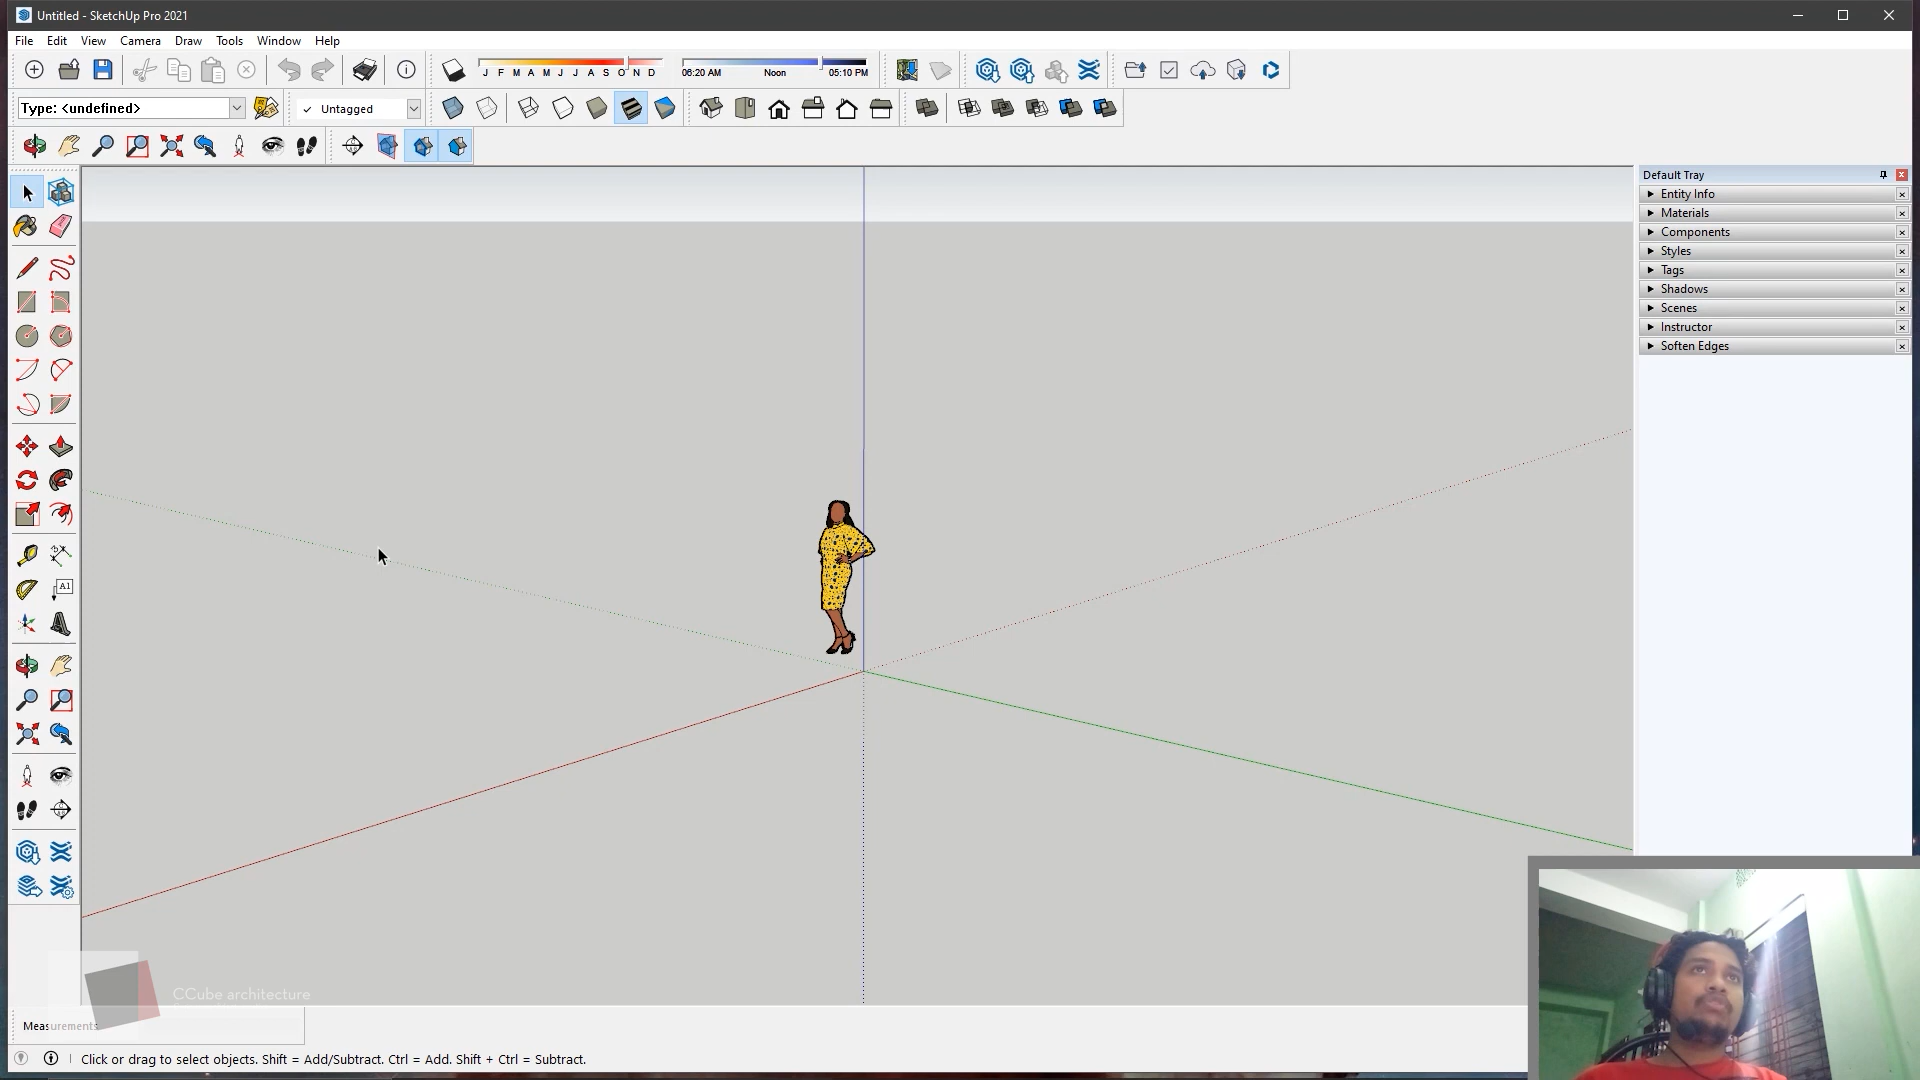 Untitled - SketchUp Pro 2021
File Edit View Camera Draw Tools Window Help
J F M A M J J A S O N D 06:20 AM Noon 05:10 PM
Type: <undefined> ✓ Untagged
A1
Default Tray
Entity Info
Materials
Components
Styles
Tags
Shadows
Scenes
Instructor
Soften Edges
CCube architecture
Measurements
Click or drag to select objects. Shift = Add/Subtract. Ctrl = Add. Shift + Ctrl = Subtract.